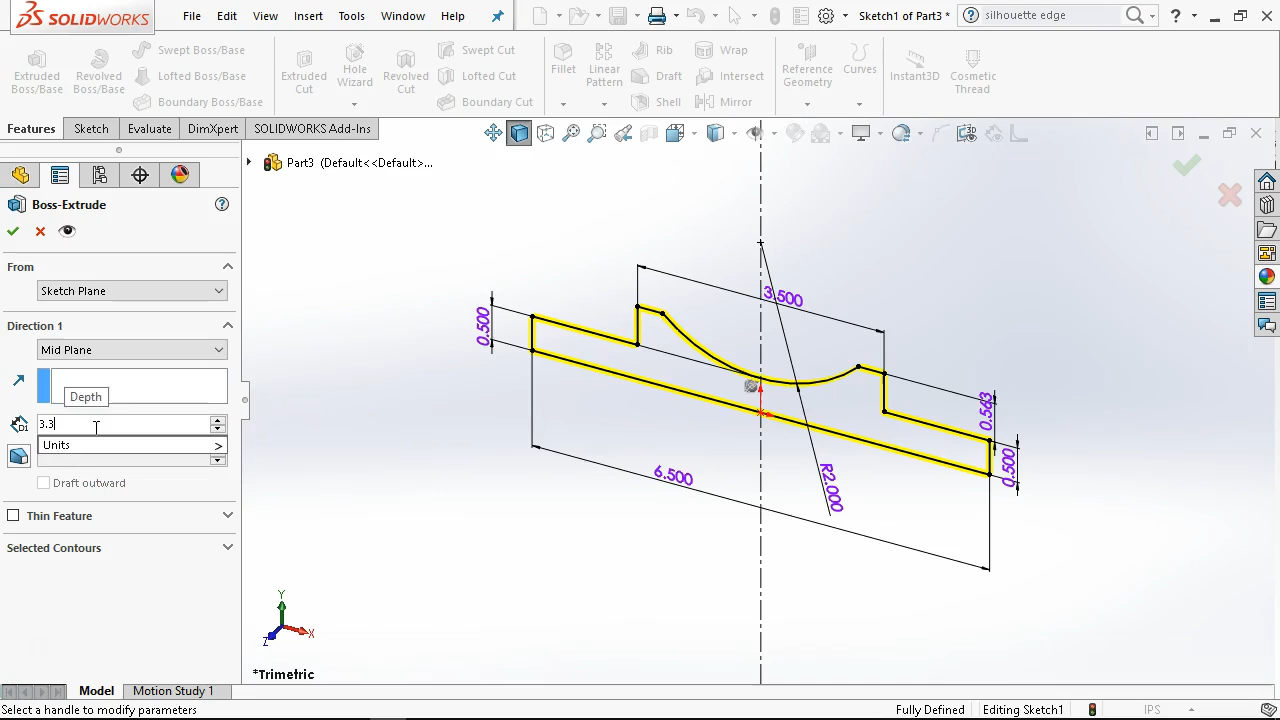 SOLIDWORKS File Edit View Insert Tools Window Help Sketch1 of Part3 * silhouette edge
Extruded Boss/Base Revolved Boss/Base Swept Boss/Base Lofted Boss/Base Boundary Boss/Base Extruded Cut Hole Wizard Revolved Cut Swept Cut Lofted Cut Boundary Cut Fillet Linear Pattern Rib Draft Shell Wrap Intersect Mirror Reference Geometry Curves Instant3D Cosmetic Thread
Features Sketch Evaluate DimXpert SOLIDWORKS Add-Ins
Part3 (Default<<Default>...
Boss-Extrude
From
Sketch Plane
Direction 1
Mid Plane
Depth
3.3
Units >
Draft outward
Thin Feature
Selected Contours
3.500
0.500
0.500
6.500
R2.000
Y
X
Z
*Trimetric
Model Motion Study 1
Select a handle to modify parameters Fully Defined Editing Sketch1 IPS